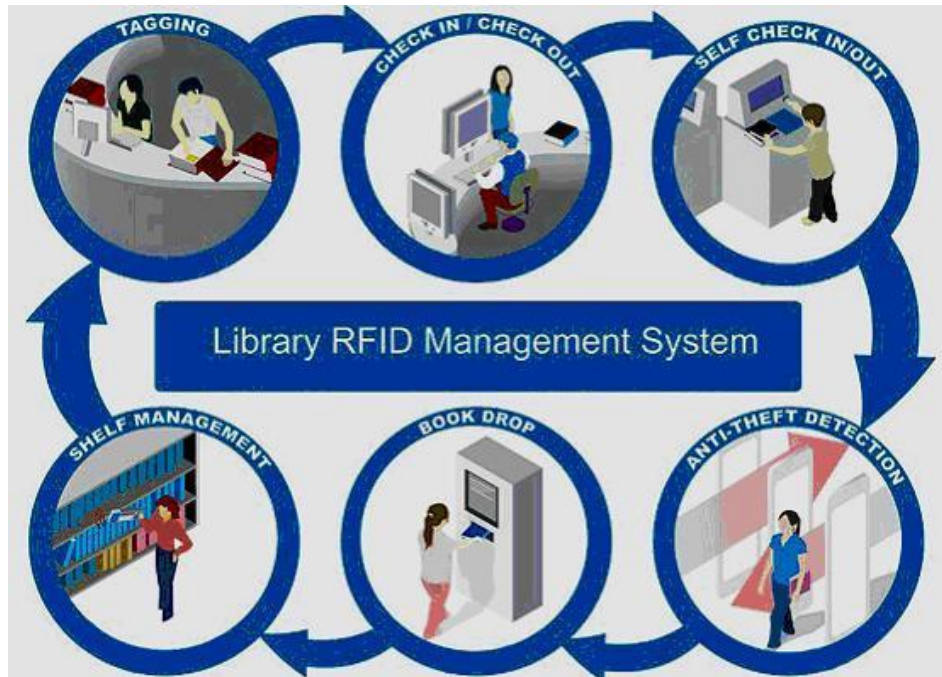 TAGGING
CHECK IN / CHECK OUT
SELF CHECK IN/OUT
Library RFID Management System
SHELF MANAGEMENT
BOOK DROP
ANTI-THEFT DETECTION